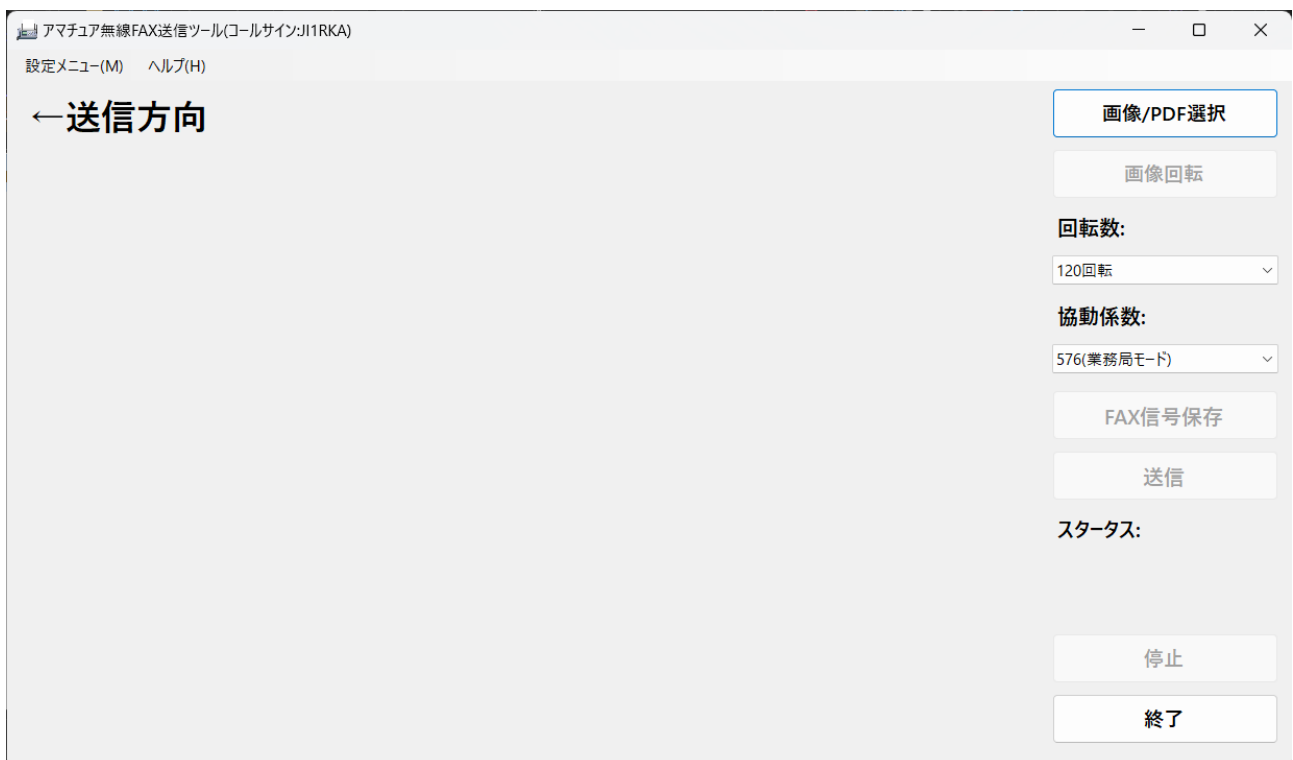 アマチュア無線FAX送信ツール(コールサイン:JI1RKA)
設定メニュー(M) ヘルプ(H)
←送信方向
画像/PDF選択
画像回転
回転数:
120回転
協動係数:
576(業務局モード)
FAX信号保存
送信
スタータス:
停止
終了